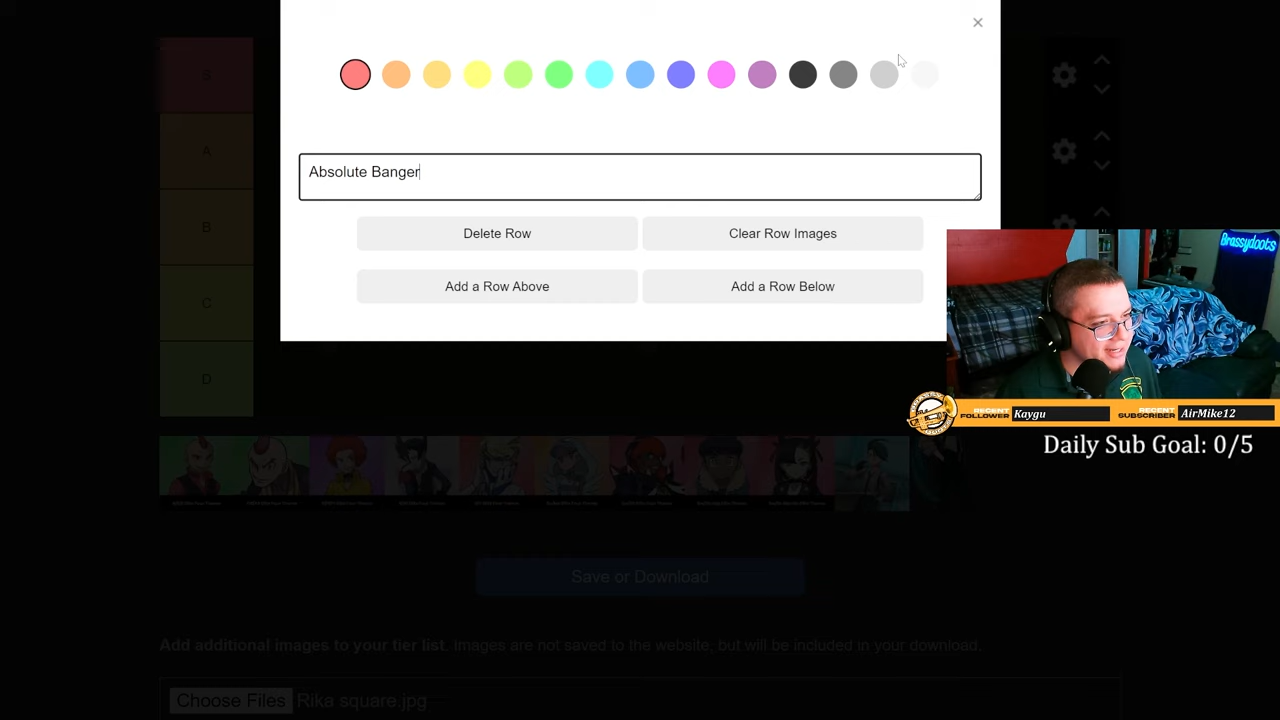 ×
S
A
Absolute Banger
B
Delete Row
Clear Row Images
Add a Row Above
Add a Row Below
C
D
Brassydoots
RECENT FOLLOWER Kaygu RECENT SUBSCRIBER AirMike12
Daily Sub Goal: 0/5
Save or Download
Add additional images to your tier list. Images are not saved to the website, but will be included in your download.
Choose Files Rika square.jpg